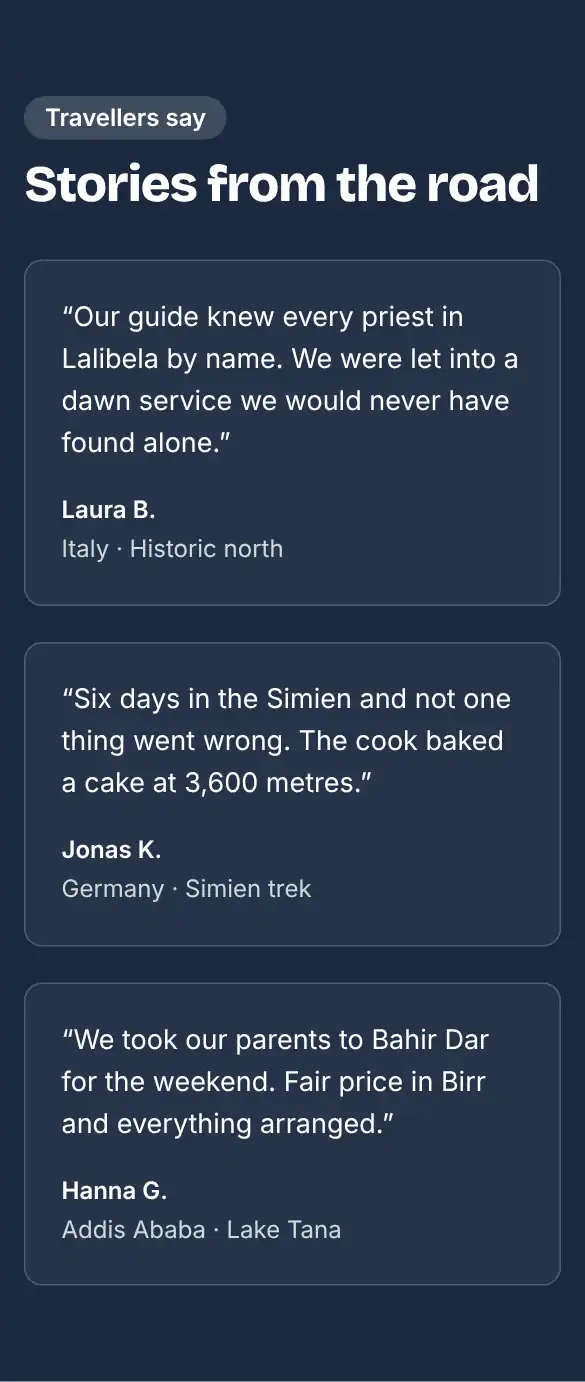 Travellers say
Stories from the road
“Our guide knew every priest in
Lalibela by name. We were let into a
dawn service we would never have
found alone.”
Laura B.
Italy · Historic north
“Six days in the Simien and not one
thing went wrong. The cook baked
a cake at 3,600 metres.”
Jonas K.
Germany · Simien trek
“We took our parents to Bahir Dar
for the weekend. Fair price in Birr
and everything arranged.”
Hanna G.
Addis Ababa · Lake Tana